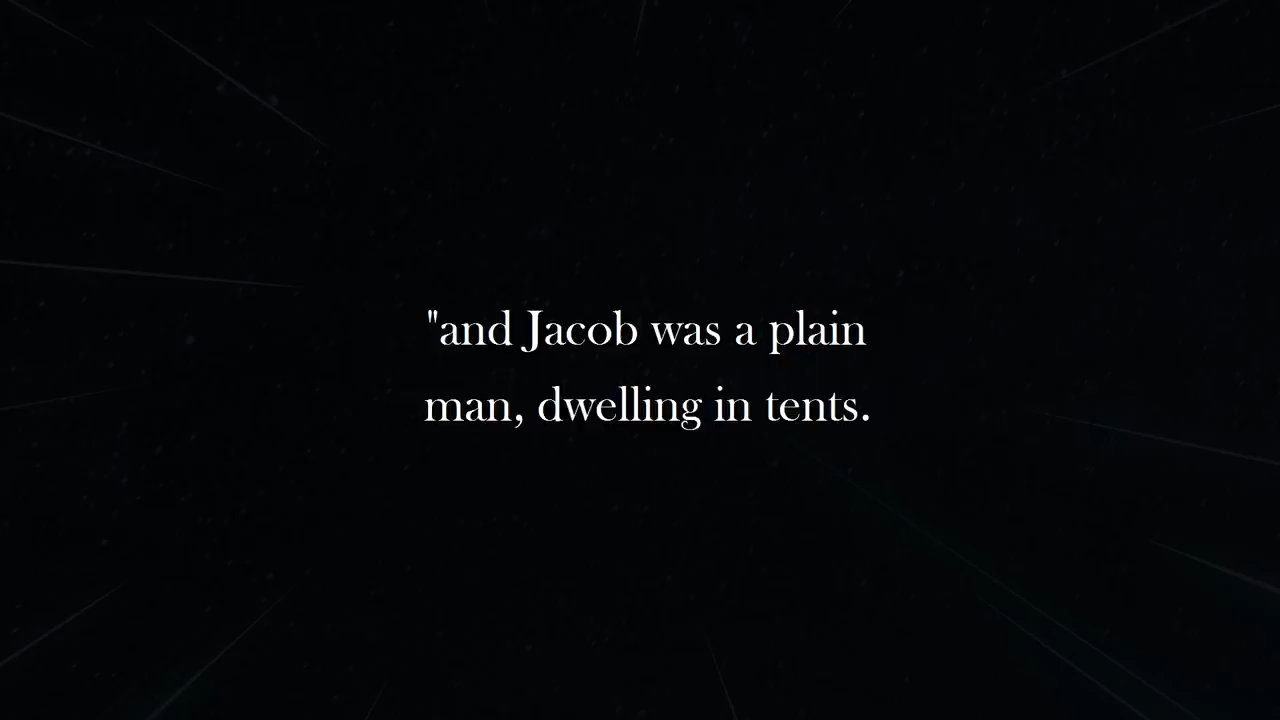 "and Jacob was a plain
man, dwelling in tents.